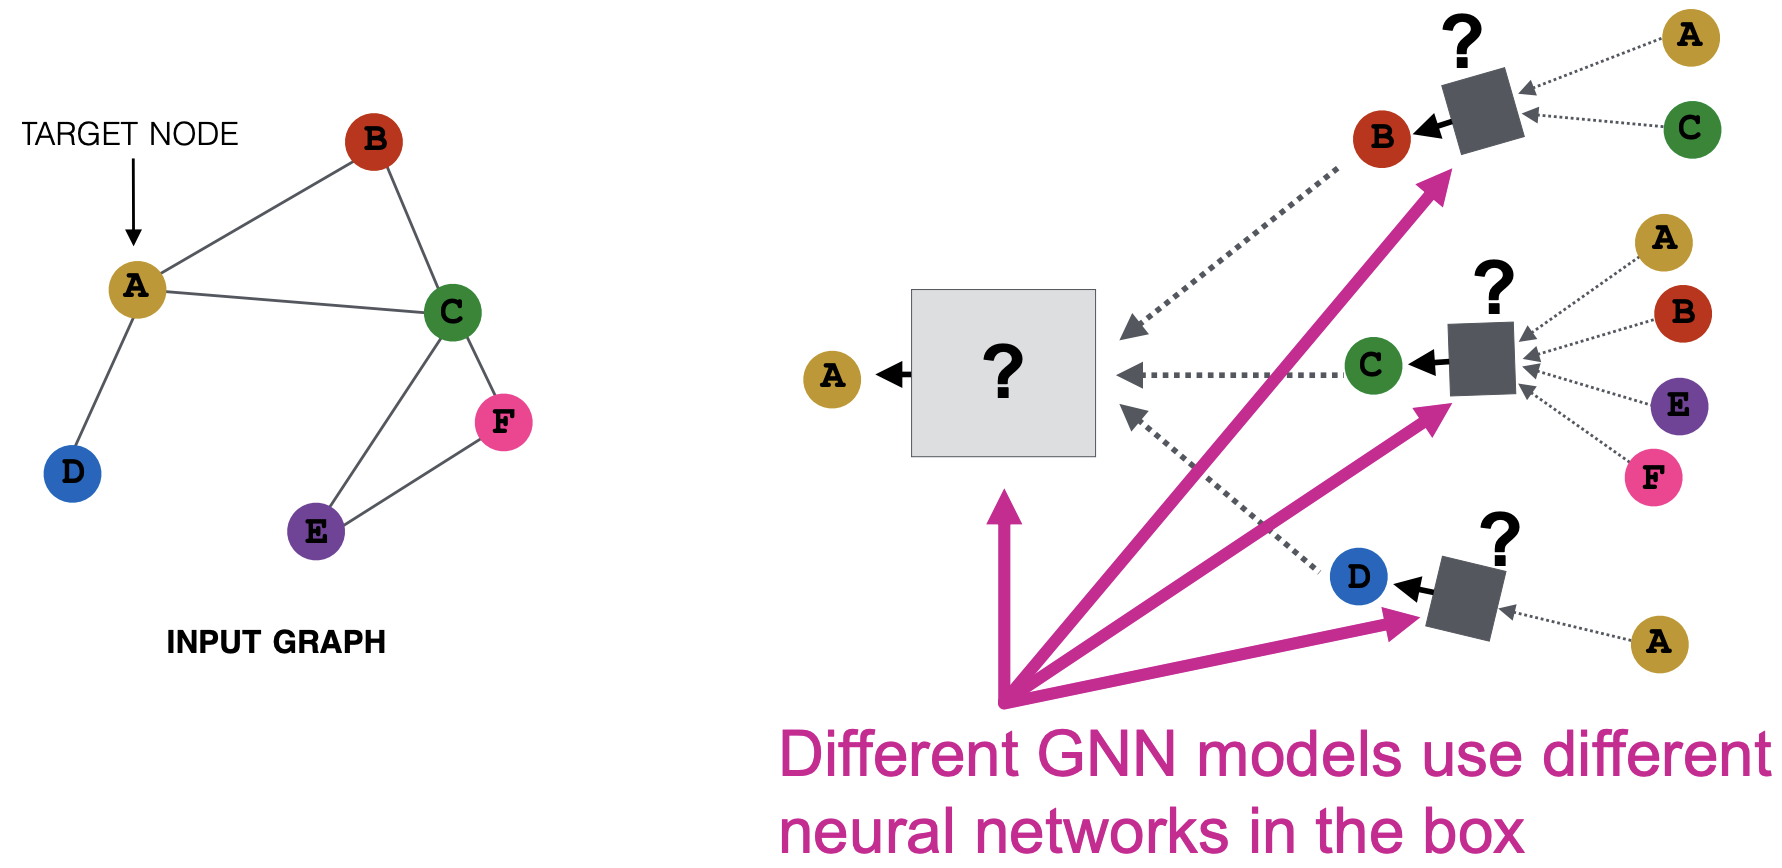 TARGET NODE
B
A
C
F
D
E
INPUT GRAPH
?
A
C
B
?
A
B
C
E
F
A
?
?
D
A
Different GNN models use different
neural networks in the box